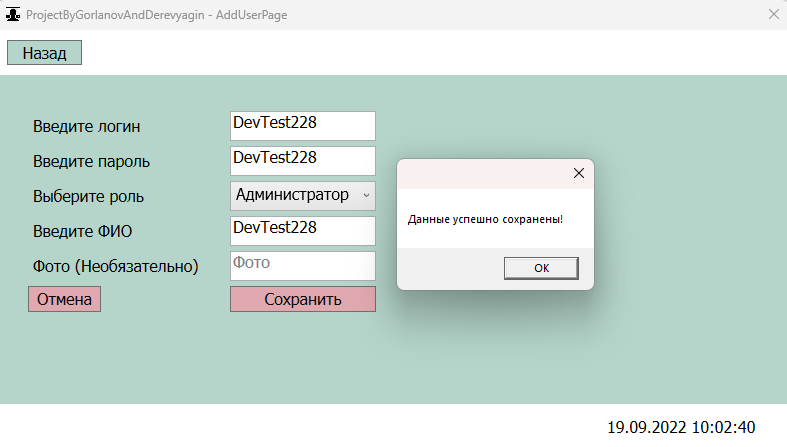 ProjectByGorlanovAndDerevyagin - AddUserPage
Назад
Введите логин DevTest228
Введите пароль DevTest228
Выберите роль Администратор
Введите ФИО DevTest228
Фото (Необязательно) Фото
Отмена Сохранить
Данные успешно сохранены!
OK
19.09.2022 10:02:40